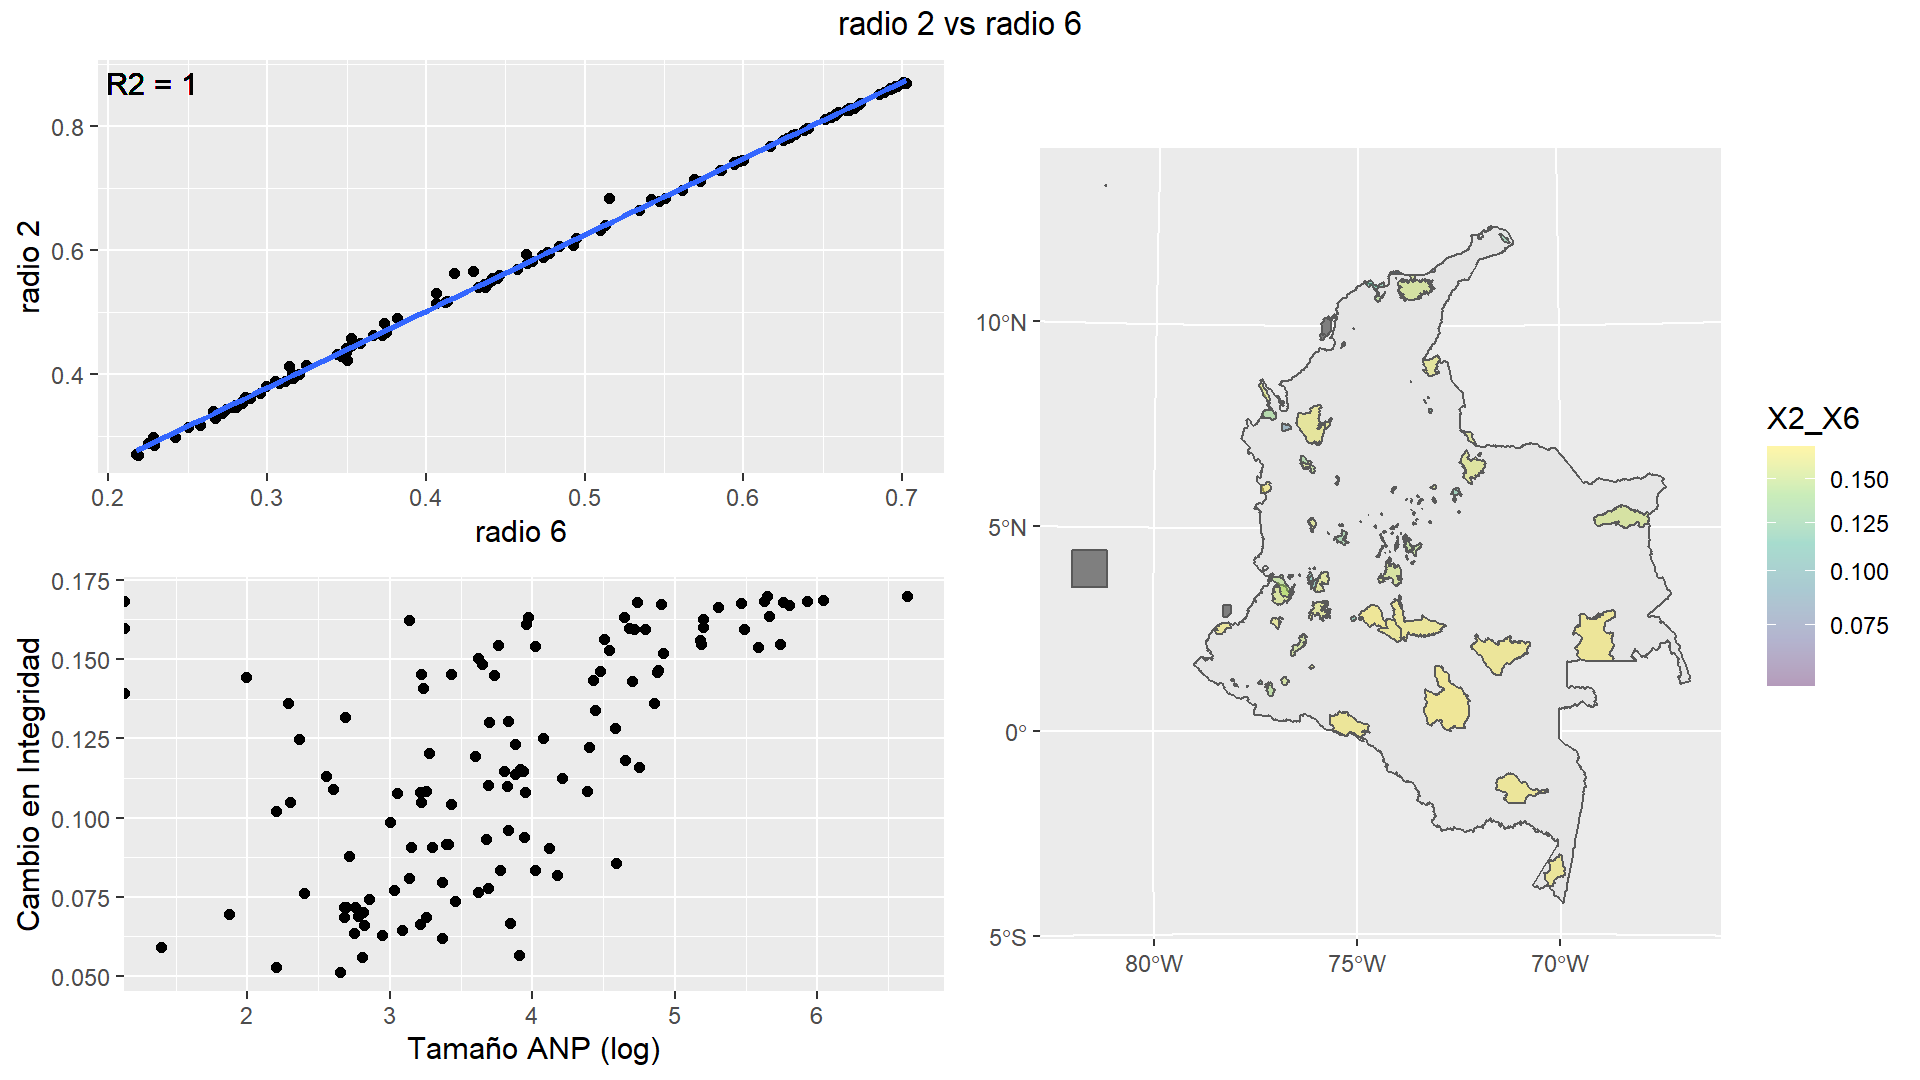 radio 2 vs radio 6
R2 = 1
0.8
0.6
0.4
radio 2
0.2
0.3
0.4
0.5
0.6
0.7
radio 6
0.175
0.150
0.125
0.100
0.075
0.050
Cambio en Integridad
2
3
4
5
6
Tamaño ANP (log)
10°N
5°N
0°
5°S
80°W
75°W
70°W
X2_X6
0.150
0.125
0.100
0.075